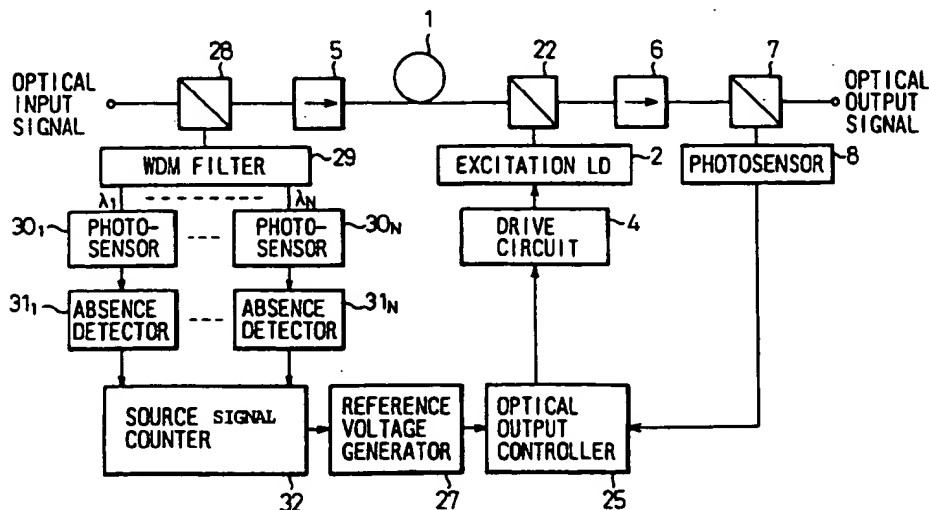 1
28
5
22
6
7
OPTICAL
INPUT
SIGNAL
OPTICAL
OUTPUT
SIGNAL
WDM FILTER
29
EXCITATION LD
2
PHOTOSENSOR
8
λ1
λN
30₁
PHOTO-
SENSOR
PHOTO-
SENSOR
30N
DRIVE
CIRCUIT
4
31₁
ABSENCE
DETECTOR
ABSENCE
DETECTOR
31N
SOURCE SIGNAL
COUNTER
REFERENCE
VOLTAGE
GENERATOR
OPTICAL
OUTPUT
CONTROLLER
32
27
25